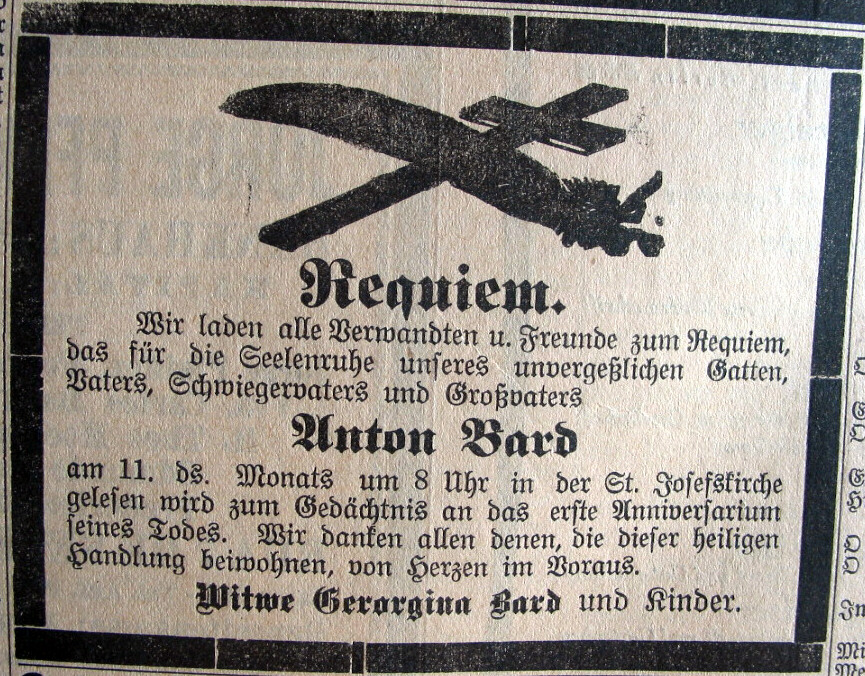 Requiem.
Wir laden alle Verwandten u. Freunde zum Requiem,
das für die Seelenruhe unseres unvergeßlichen Gatten,
Vaters, Schwiegervaters und Großvaters
Anton Bard
am 11. ds. Monats um 8 Uhr in der St. Josefskirche
gelesen wird zum Gedächtnis an das erste Anniversarium
seines Todes. Wir danken allen denen, die dieser heiligen
Handlung beiwohnen, von Herzen im Voraus.
Witwe Gerorgina Bard und Kinder.